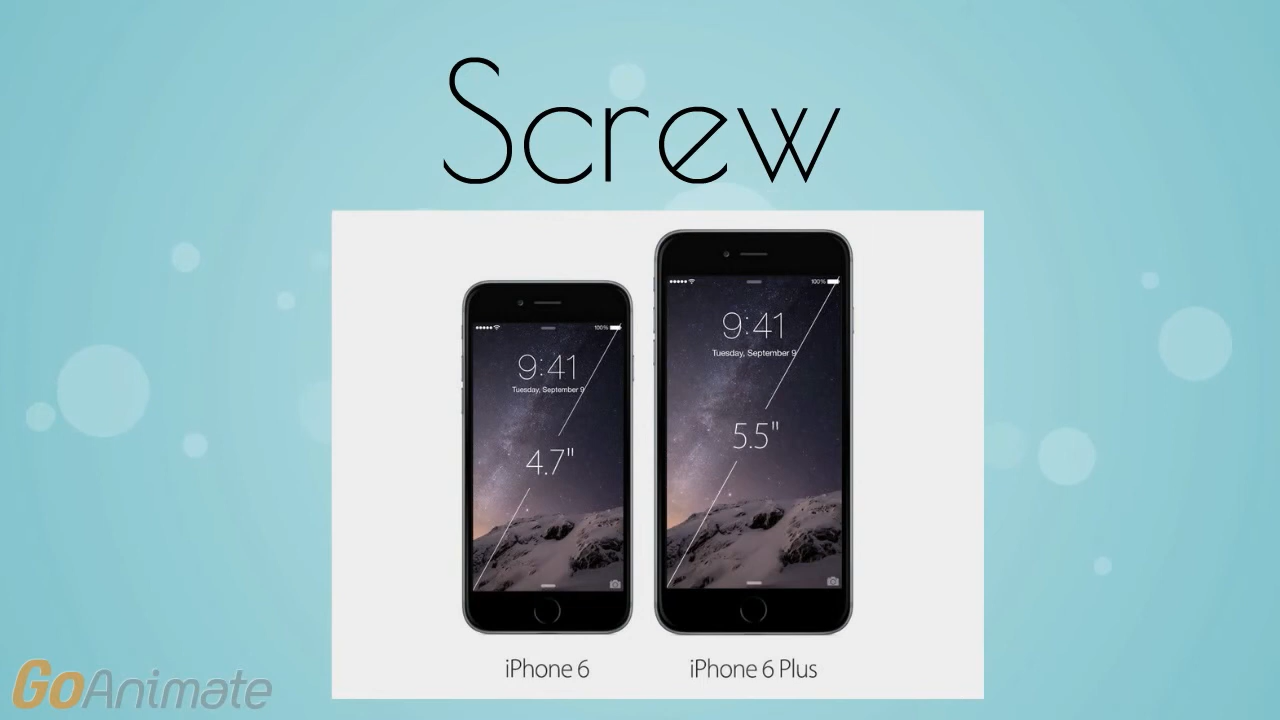 Screw
100%
100%
9:41
Tuesday, September 9
9:41
Tuesday, September 9
4.7"
5.5"
iPhone 6
iPhone 6 Plus
GoAnimate